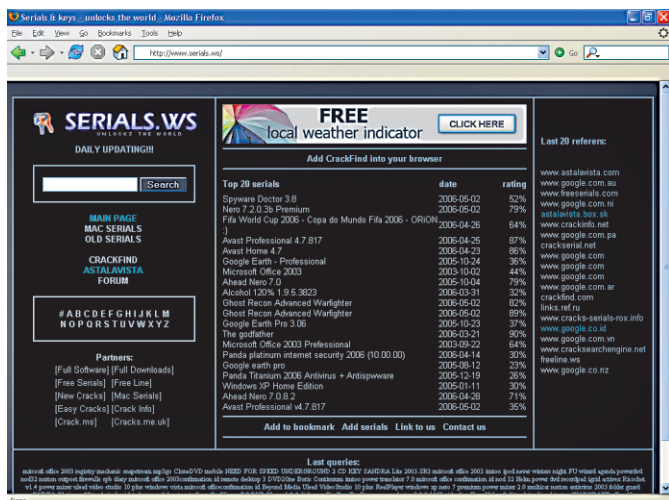 Serials & keys - unlocks the world - Mozilla Firefox
File Edit View Go Bookmarks Tools Help
http://www.serials.ws/
Go
SERIALS.WS
UNLOCKS THE WORLD
DAILY UPDATING!!!
Search
MAIN PAGE
MAC SERIALS
OLD SERIALS
CRACKFIND
ASTALAVISTA
FORUM
# A B C D E F G H I J K L M
N O P Q R S T U V W X Y Z
Partners:
[Full Software] [Full Downloads]
[Free Serials] [Free Line]
[New Cracks] [Mac Serials]
[Easy Cracks] [Crack Info]
[Crack.ms] [Cracks.me.uk]
FREE
local weather indicator
CLICK HERE
Add CrackFind into your browser
Top 20 serials date rating
Spyware Doctor 3.8 2006-05-02 52%
Nero 7.2.0.3b Premium 2006-05-02 79%
Fifa World Cup 2006 - Copa do Mundo Fifa 2006 - ORiON
:) 2006-04-26 64%
Avast Professional 4.7.817 2006-04-25 87%
Avast Home 4.7 2006-04-23 86%
Google Earth - Professional 2005-10-24 36%
Microsoft Office 2003 2003-10-02 44%
Ahead Nero 7.0 2005-10-04 79%
Alcohol 120% 1.9.5.3823 2006-03-31 32%
Ghost Recon Advanced Warfighter 2006-05-02 82%
Ghost Recon Advanced Warfighter 2006-05-02 89%
Google Earth Pro 3.06 2005-10-23 37%
The godfather 2006-03-21 90%
Microsoft Office 2003 Prefessional 2003-09-22 64%
Panda platinum internet security 2006 (10.00.00) 2006-04-14 30%
Google earth pro 2005-08-12 23%
Panda Titanium 2006 Antivirus + Antispwware 2005-12-19 26%
Windows XP Home Edition 2005-01-11 30%
Ahead Nero 7.0.8.2 2006-04-28 71%
Avast Professional v4.7.817 2006-05-02 35%
Add to bookmark Add serials Link to us Contact us
Last 20 referers:
www.astalavista.com
www.google.com.au
www.freeserials.com
www.google.com.ni
astalavista.box.sk
www.crackinfo.net
www.google.com.pa
crackserial.net
www.google.com
www.google.com
www.google.com
www.google.com.ar
crackfind.com
links.ref.ru
www.cracks-serials-rox.info
www.google.co.id
www.google.com.vn
www.cracksearchengine.net
freeline.ws
www.google.co.nz
Last queries: